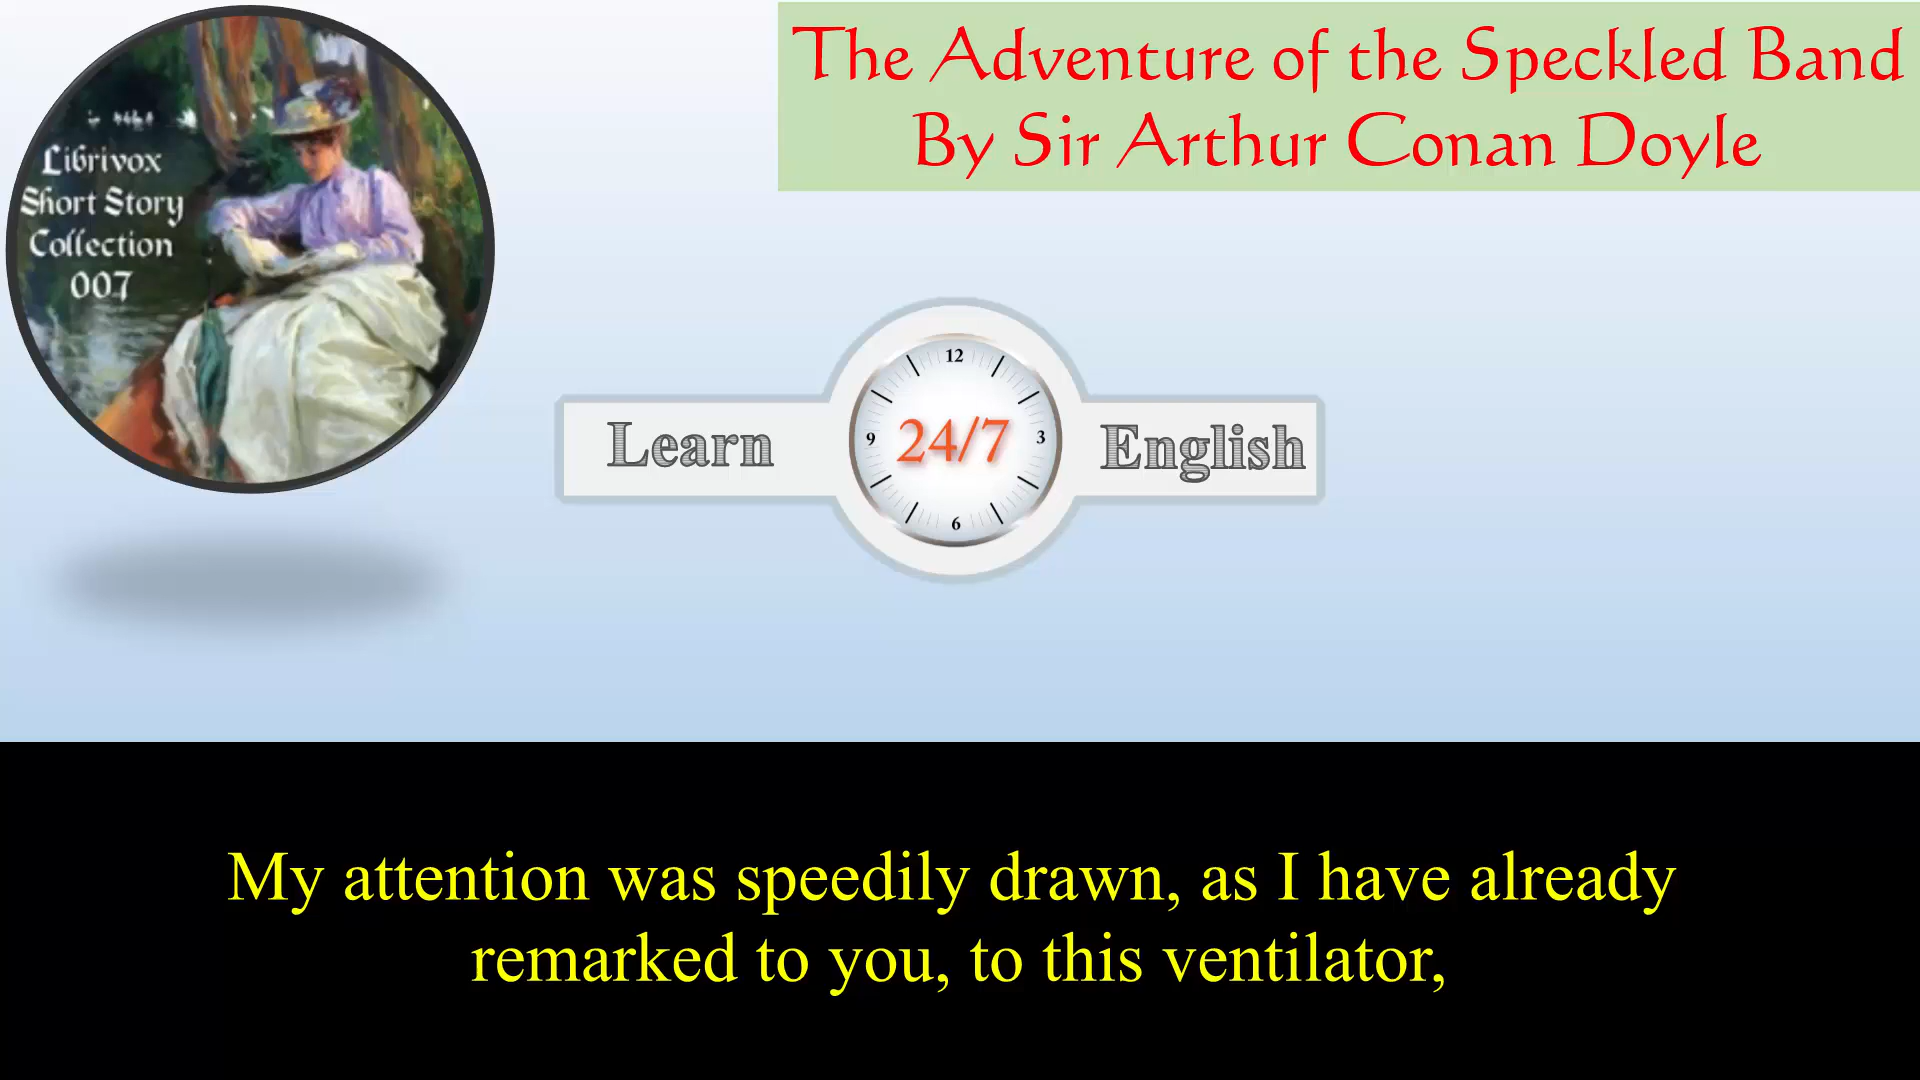 The Adventure of the Speckled Band
By Sir Arthur Conan Doyle
Librivox
Short Story
Collection
007
12
Learn
9
24/7
3
English
6
My attention was speedily drawn, as I have already
remarked to you, to this ventilator,